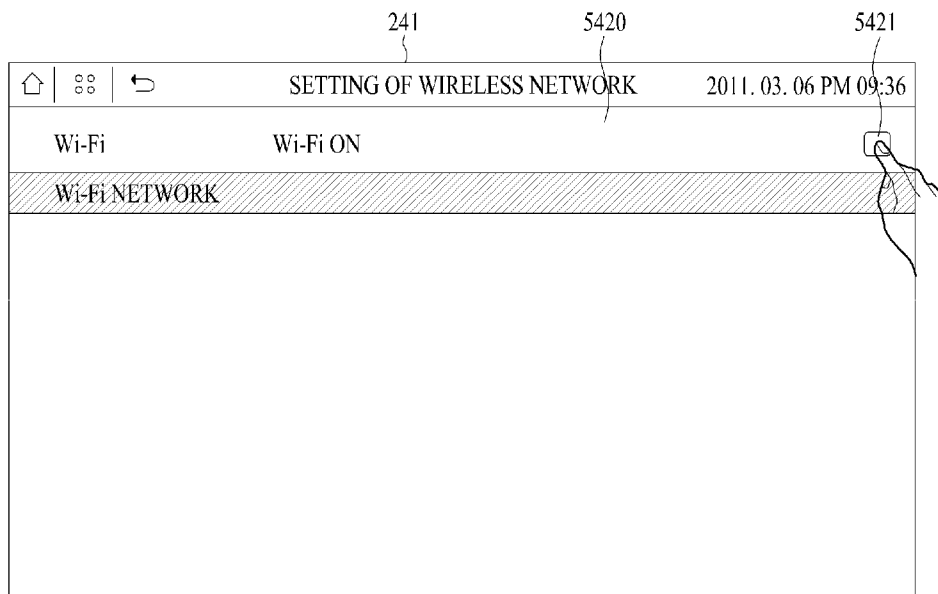 241 5420 5421
SETTING OF WIRELESS NETWORK 2011. 03. 06 PM 09:36
Wi-Fi Wi-Fi ON
Wi-Fi NETWORK